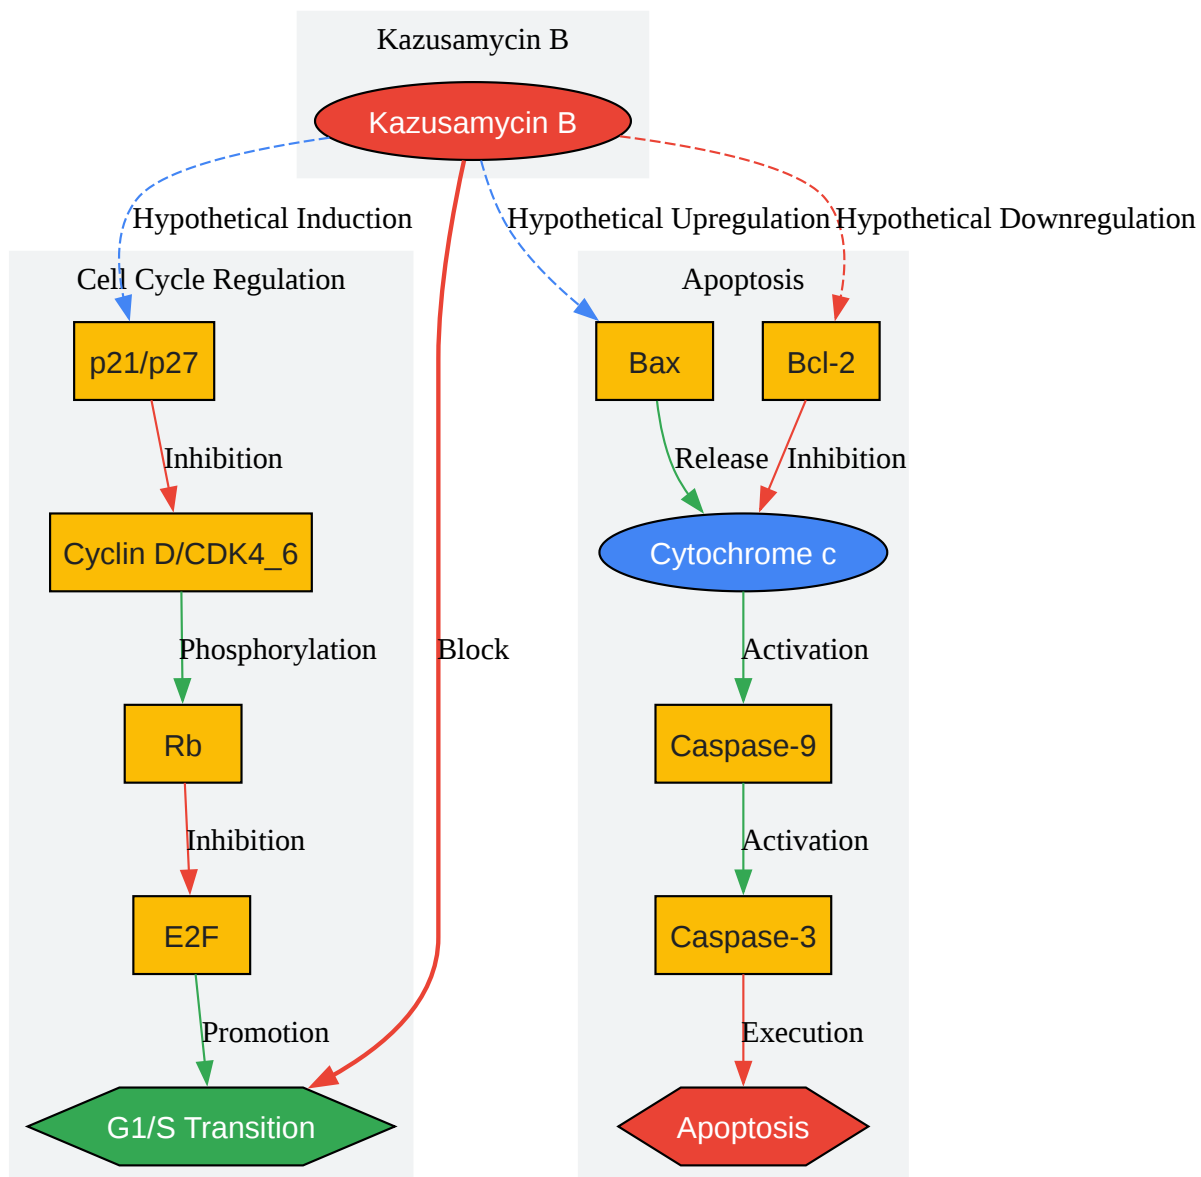 Kazusamycin B
Kazusamycin B
Hypothetical Induction
Hypothetical Upregulation
Hypothetical Downregulation
Cell Cycle Regulation
Apoptosis
p21/p27
Bax
Bcl-2
Inhibition
Release
Inhibition
Cyclin D/CDK4_6
Cytochrome c
Phosphorylation
Block
Activation
Rb
Caspase-9
Inhibition
Activation
E2F
Caspase-3
Promotion
Execution
G1/S Transition
Apoptosis